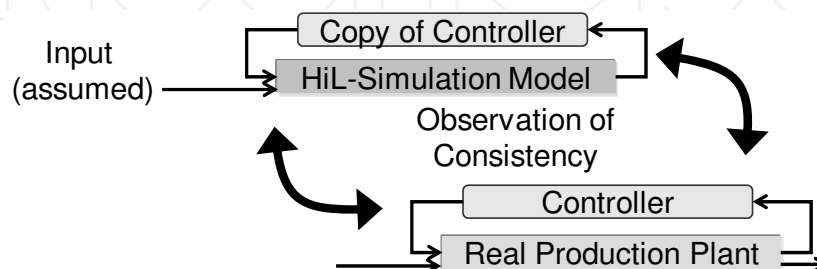 Copy of Controller
Input
(assumed)
HiL-Simulation Model
Observation of
Consistency
Controller
Real Production Plant